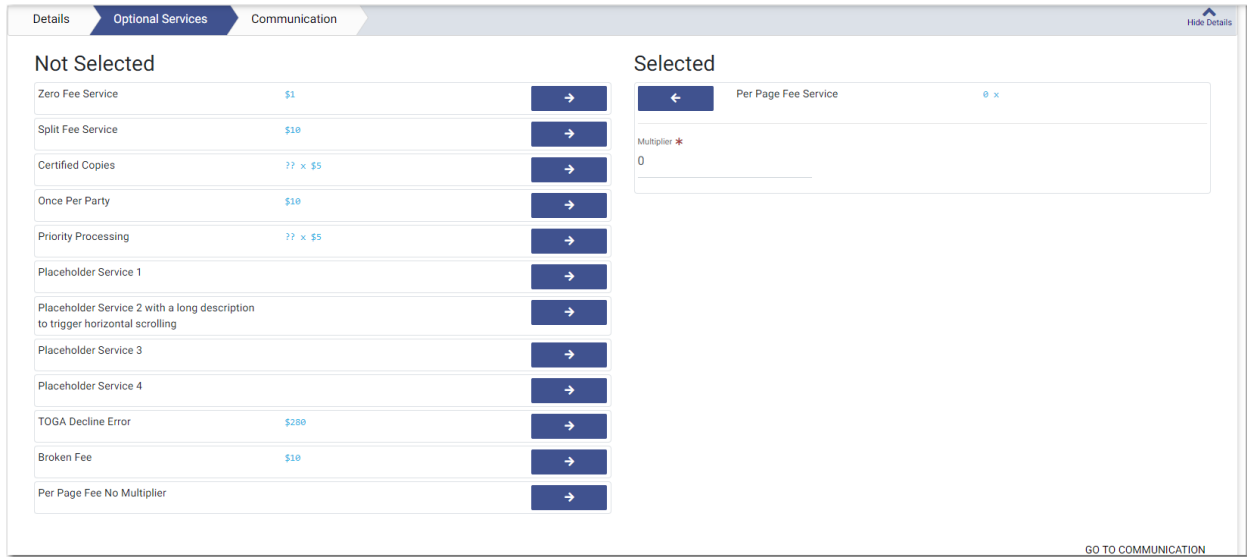 Details
Optional Services
Communication
Hide Details
Not Selected
Zero Fee Service $1
Split Fee Service $10
Certified Copies ?? x $5
Once Per Party $10
Priority Processing ?? x $5
Placeholder Service 1
Placeholder Service 2 with a long description
to trigger horizontal scrolling
Placeholder Service 3
Placeholder Service 4
TOGA Decline Error $280
Broken Fee $10
Per Page Fee No Multiplier
Selected
Per Page Fee Service 0 x
Multiplier *
0
GO TO COMMUNICATION